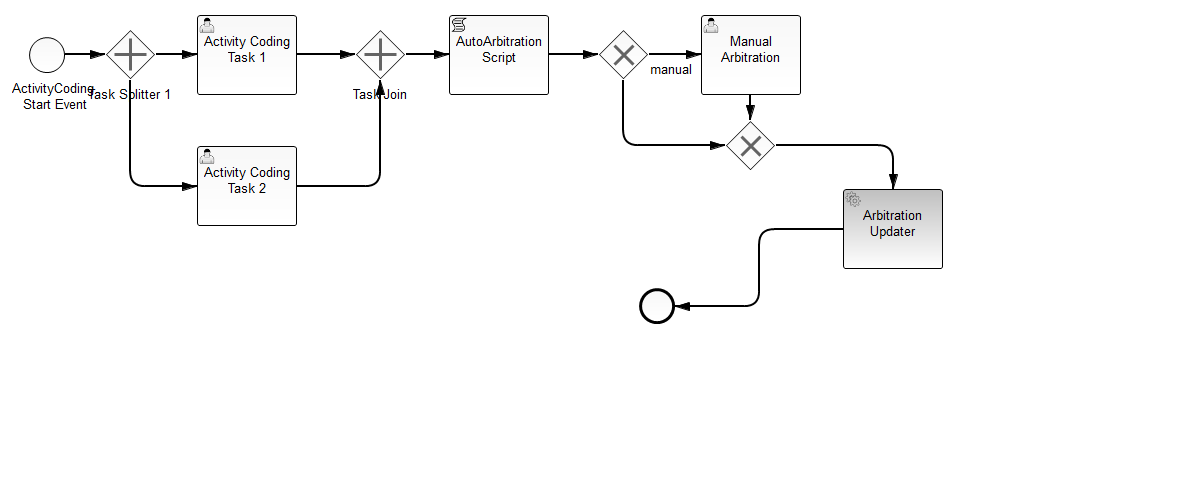 ActivityCoding
Start Event
Task Splitter 1
Activity Coding
Task 1
Task Join
AutoArbitration
Script
manual
Manual
Arbitration
Activity Coding
Task 2
Arbitration
Updater